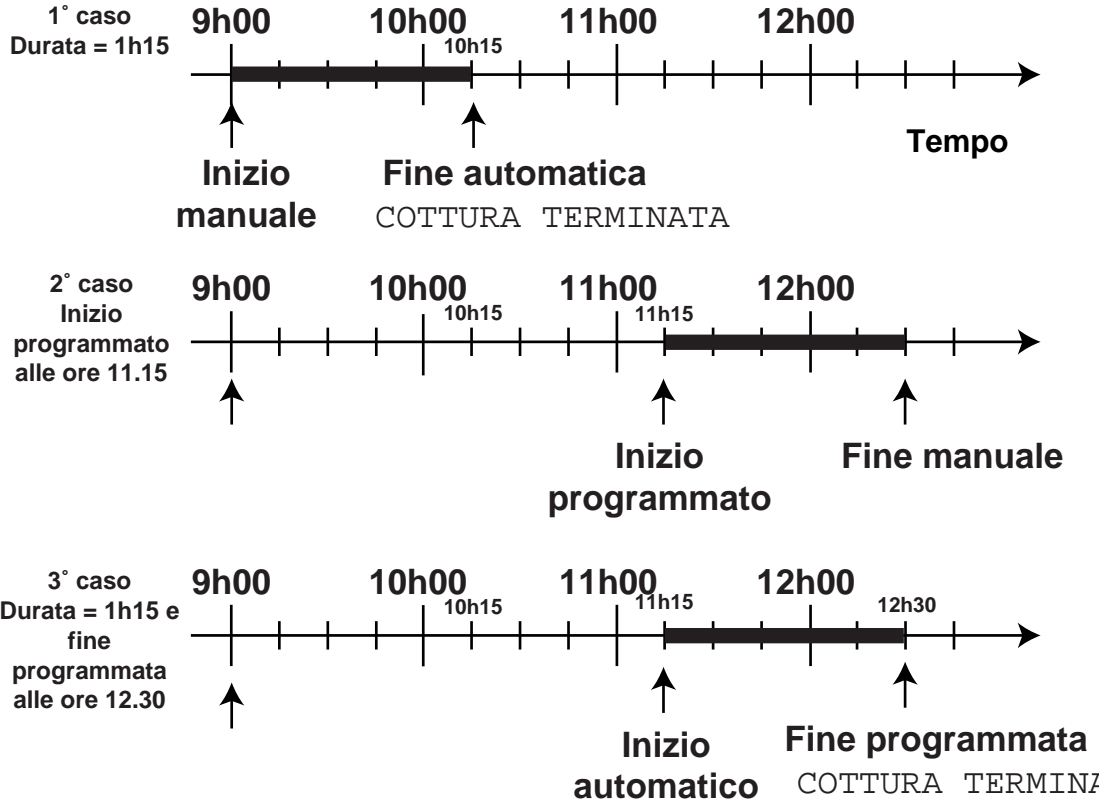 1° caso
Durata = 1h15
9h00 10h00 11h00 12h00
10h15
Tempo
Inizio
manuale
Fine automatica
COTTURA TERMINATA
2° caso
Inizio
programmato
alle ore 11.15
9h00 10h00 11h00 12h00
10h15 11h15
Inizio
programmato
Fine manuale
3° caso
Durata = 1h15 e
fine
programmata
alle ore 12.30
9h00 10h00 11h00 12h00
10h15 11h15 12h30
Inizio
automatico
Fine programmata
COTTURA TERMINA